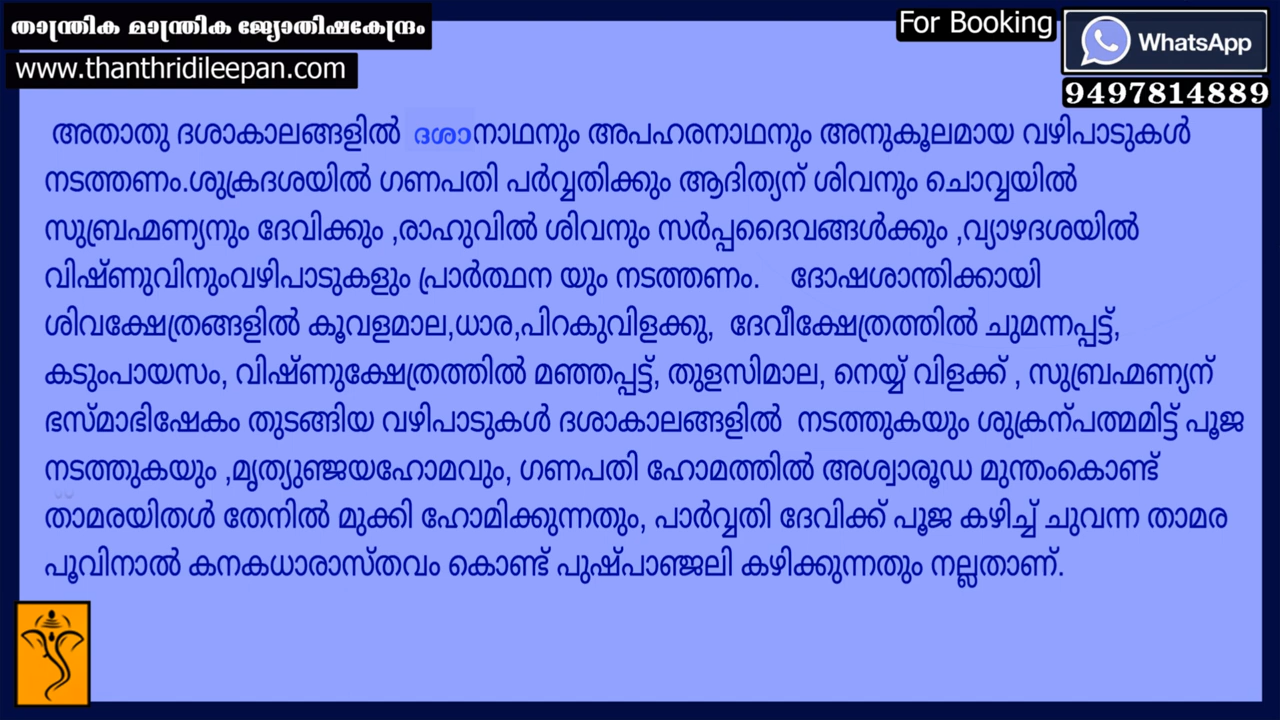 താന്ത്രിക മാന്ത്രിക ജ്യോതിഷകേന്ദ്രം
www.thanthridileepan.com
For Booking
WhatsApp
9497814889
അതാതു ദശാകാലങ്ങളിൽ ദശാനാഥനും അപഹരനാഥനും അനുകൂലമായ വഴിപാടുകൾ
നടത്തണം.ശുക്രദശയിൽ ഗണപതി പർവ്വതിക്കും ആദിത്യന് ശിവനും ചൊവ്വയിൽ
സുബ്രഹ്മണ്യനും ദേവിക്കും ,രാഹുവിൽ ശിവനും സർപ്പദൈവങ്ങൾക്കും ,വ്യാഴദശയിൽ
വിഷ്ണുവിനുംവഴിപാടുകളും പ്രാർത്ഥന യും നടത്തണം. ദോഷശാന്തിക്കായി
ശിവക്ഷേത്രങ്ങളിൽ കൂവളമാല,ധാര,പിറകുവിളക്കു, ദേവീക്ഷേത്രത്തിൽ ചുമന്നപ്പട്ട്,
കടുംപായസം, വിഷ്ണുക്ഷേത്രത്തിൽ മഞ്ഞപ്പട്ട്, തുളസിമാല, നെയ്യ് വിളക്ക് , സുബ്രഹ്മണ്യന്
ഭസ്മാഭിഷേകം തുടങ്ങിയ വഴിപാടുകൾ ദശാകാലങ്ങളിൽ നടത്തുകയും ശുക്രന്പത്മമിട്ട് പൂജ
നടത്തുകയും ,മൃത്യുഞ്ജയഹോമവും, ഗണപതി ഹോമത്തിൽ അശ്വാരൂഡ മുന്തംകൊണ്ട്
താമരയിതൾ തേനിൽ മുക്കി ഹോമിക്കുന്നതും, പാർവ്വതി ദേവിക്ക് പൂജ കഴിച്ച് ചുവന്ന താമര
പൂവിനാൽ കനകധാരാസ്തവം കൊണ്ട് പുഷ്പാഞ്ജലി കഴിക്കുന്നതും നല്ലതാണ്.